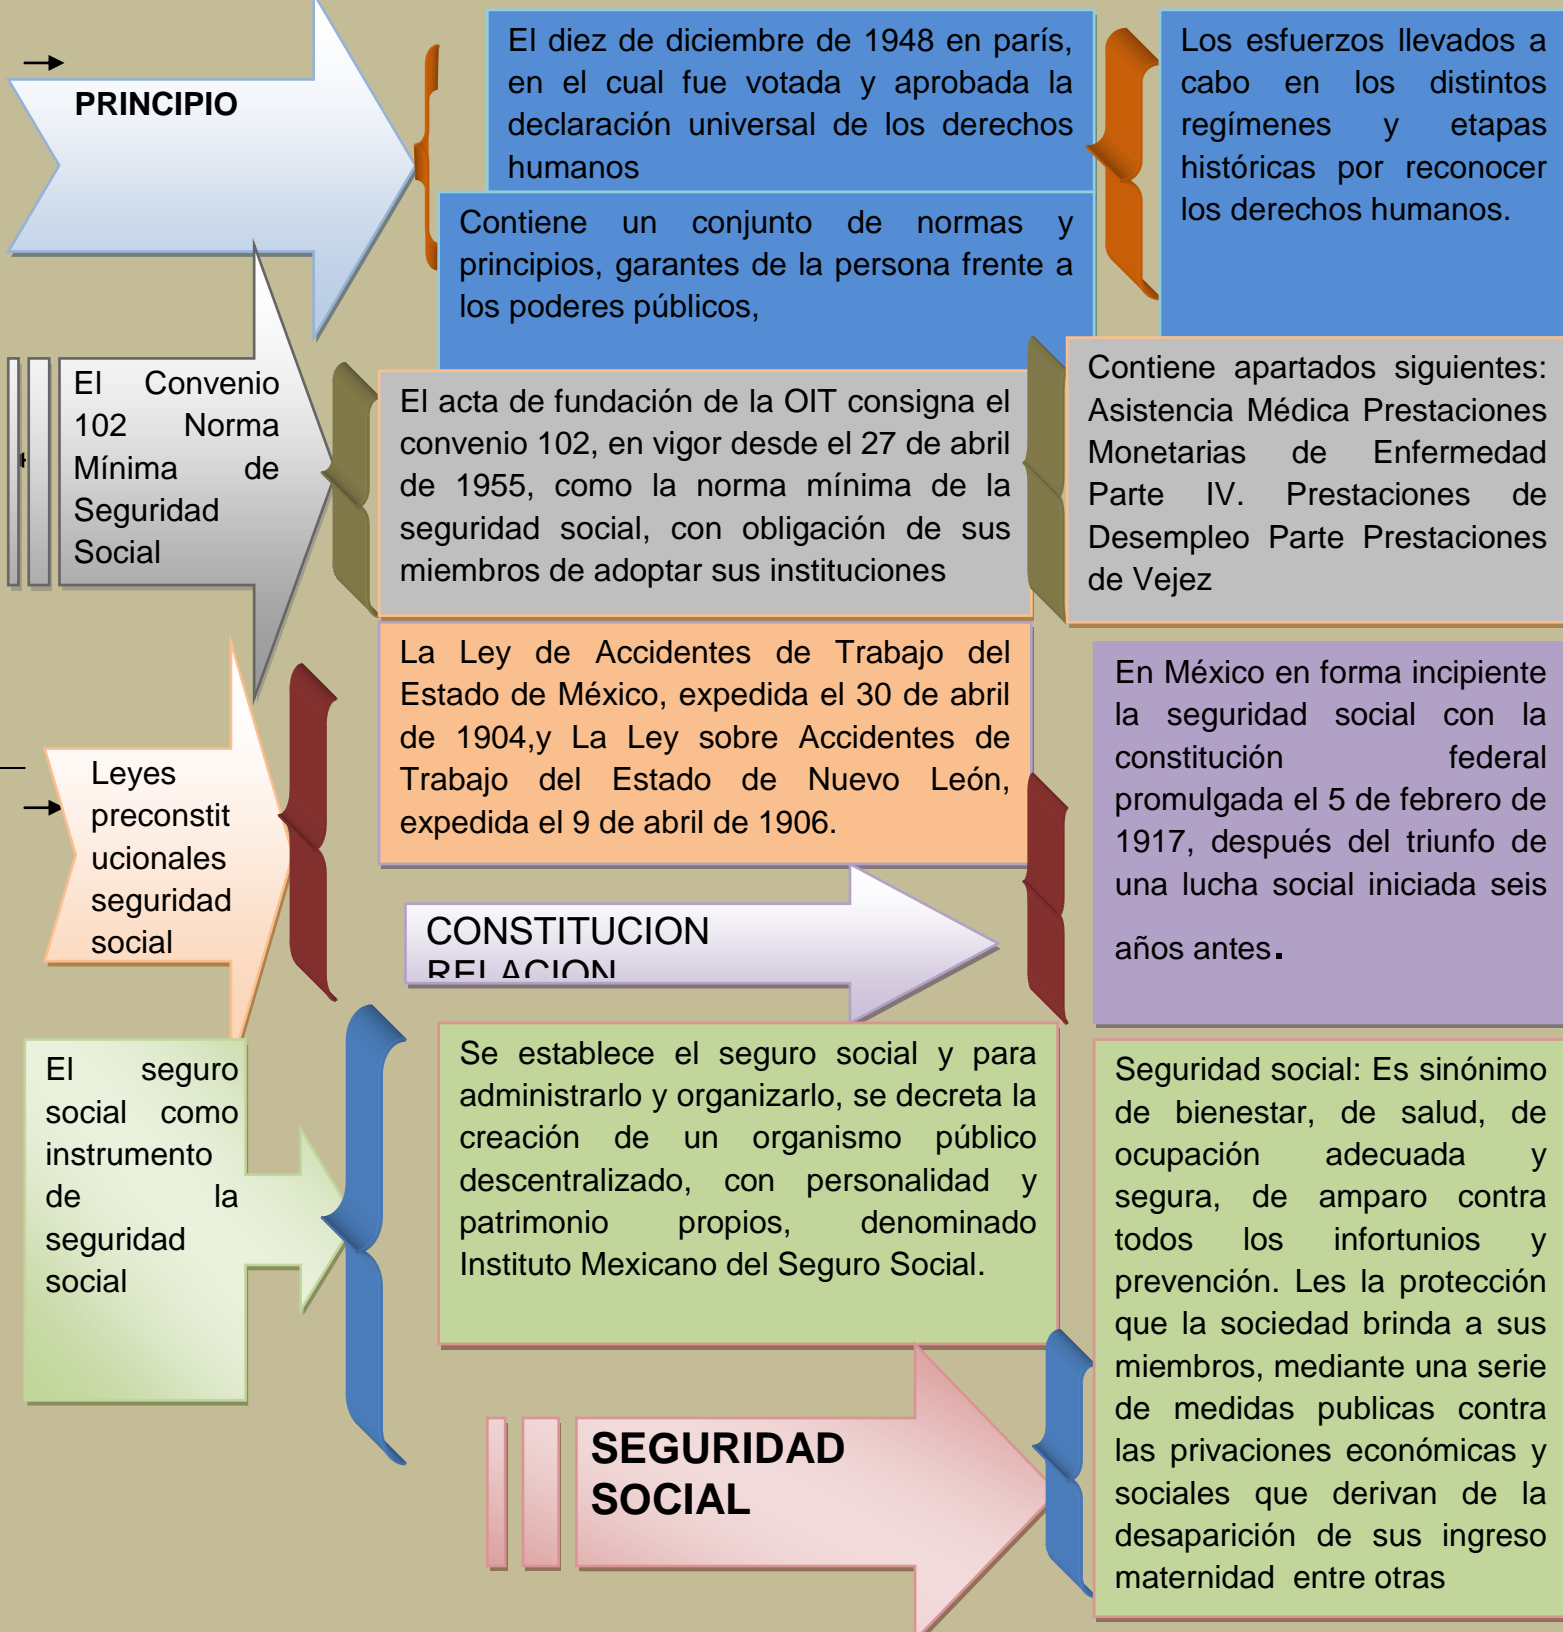 PRINCIPIO
El diez de diciembre de 1948 en parís,
en el cual fue votada y aprobada la
declaración universal de los derechos
humanos
Contiene un conjunto de normas y
principios, garantes de la persona frente a
los poderes públicos,
Los esfuerzos llevados a
cabo en los distintos
regímenes y etapas
históricas por reconocer
los derechos humanos.
El Convenio
102 Norma
Mínima de
Seguridad
Social
El acta de fundación de la OIT consigna el
convenio 102, en vigor desde el 27 de abril
de 1955, como la norma mínima de la
seguridad social, con obligación de sus
miembros de adoptar sus instituciones
Contiene apartados siguientes:
Asistencia Médica Prestaciones
Monetarias de Enfermedad
Parte IV. Prestaciones de
Desempleo Parte Prestaciones
de Vejez
Leyes
preconstit
ucionales
seguridad
social
La Ley de Accidentes de Trabajo del
Estado de México, expedida el 30 de abril
de 1904,y La Ley sobre Accidentes de
Trabajo del Estado de Nuevo León,
expedida el 9 de abril de 1906.
CONSTITUCION
RELACION
En México en forma incipiente
la seguridad social con la
constitución federal
promulgada el 5 de febrero de
1917, después del triunfo de
una lucha social iniciada seis
años antes.
El seguro
social como
instrumento
de la
seguridad
social
Se establece el seguro social y para
administrarlo y organizarlo, se decreta la
creación de un organismo público
descentralizado, con personalidad y
patrimonio propios, denominado
Instituto Mexicano del Seguro Social.
SEGURIDAD
SOCIAL
Seguridad social: Es sinónimo
de bienestar, de salud, de
ocupación adecuada y
segura, de amparo contra
todos los infortunios y
prevención. Les la protección
que la sociedad brinda a sus
miembros, mediante una serie
de medidas publicas contra
las privaciones económicas y
sociales que derivan de la
desaparición de sus ingreso
maternidad entre otras